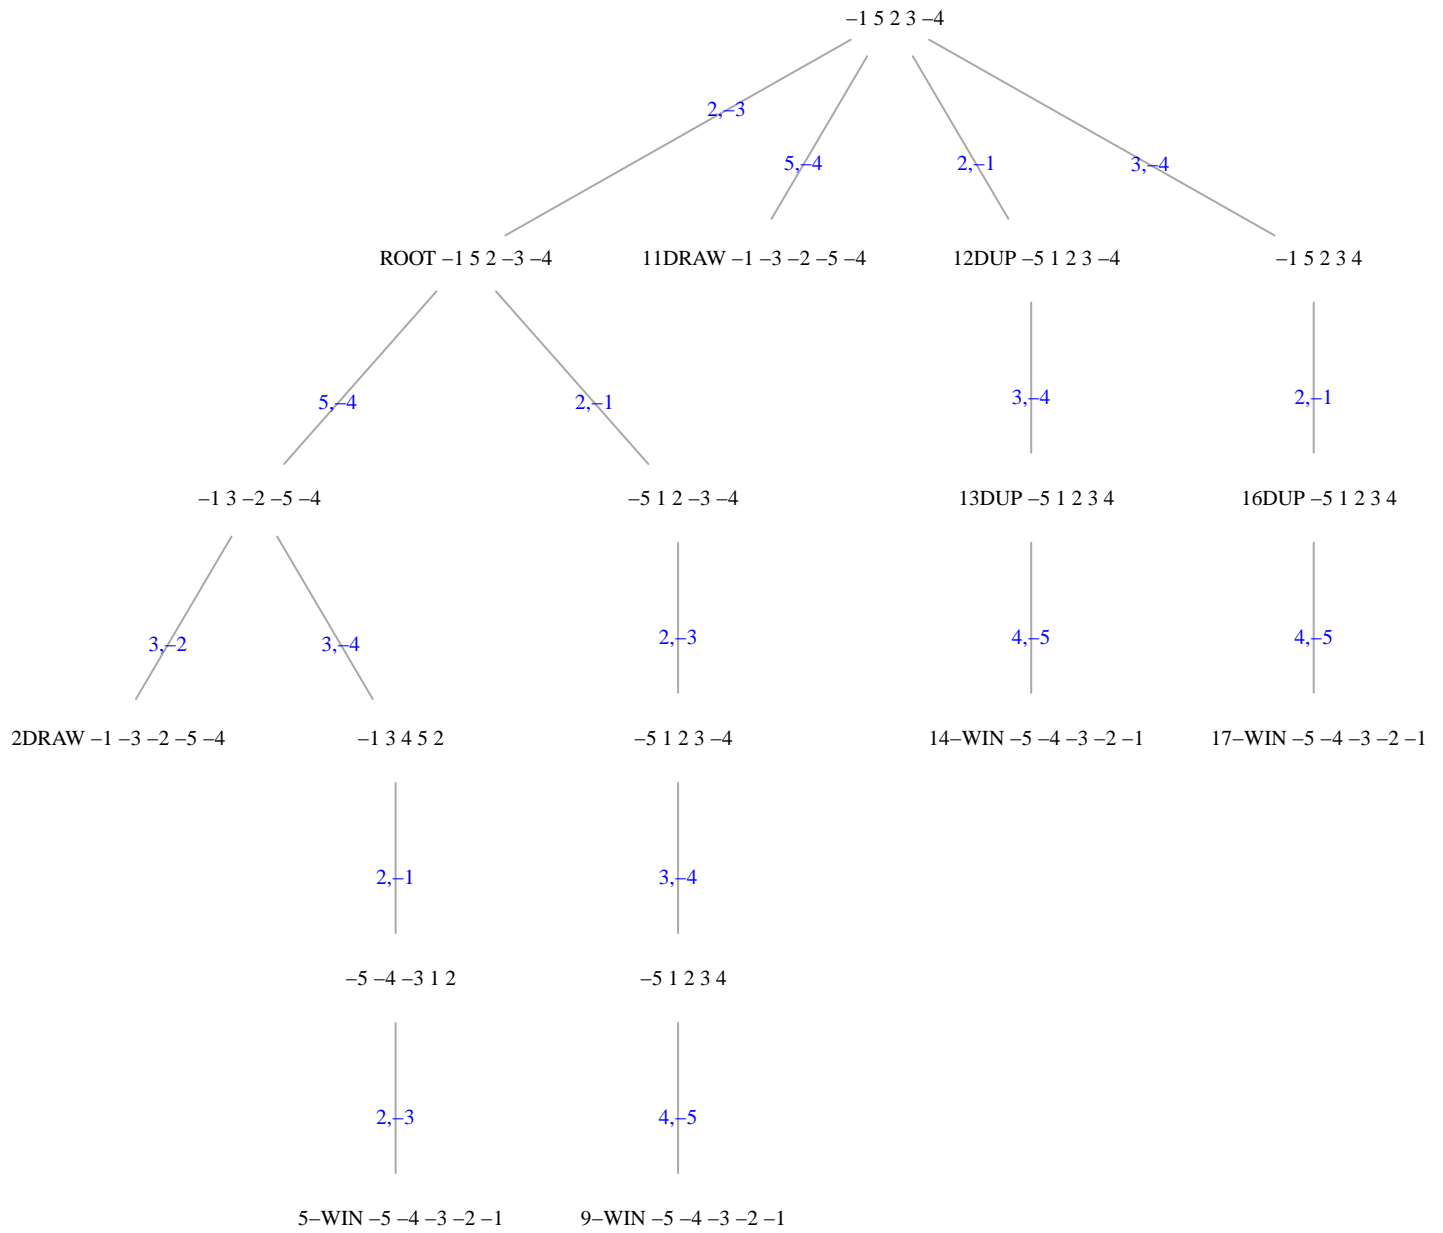 –1 5 2 3 –4
2,–3
5,–4
2,–1
3,–4
ROOT –1 5 2 –3 –4
11DRAW –1 –3 –2 –5 –4
12DUP –5 1 2 3 –4
–1 5 2 3 4
5,–4
2,–1
3,–4
2,–1
–1 3 –2 –5 –4
–5 1 2 –3 –4
13DUP –5 1 2 3 4
16DUP –5 1 2 3 4
3,–2
3,–4
2,–3
4,–5
4,–5
2DRAW –1 –3 –2 –5 –4
–1 3 4 5 2
–5 1 2 3 –4
14–WIN –5 –4 –3 –2 –1
17–WIN –5 –4 –3 –2 –1
2,–1
3,–4
–5 –4 –3 1 2
–5 1 2 3 4
2,–3
4,–5
5–WIN –5 –4 –3 –2 –1
9–WIN –5 –4 –3 –2 –1